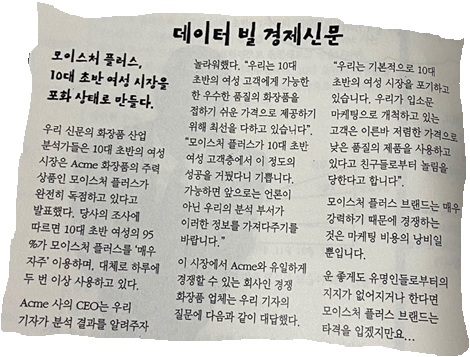 데이터 빌 경제신문
모이스처 플러스,
10대 초반 여성 시장을
포화 상태로 만들다.
우리 신문의 화장품 산업
분석가들은 10대 초반의 여성
시장은 Acme 화장품의 주력
상품인 모이스처 플러스가
완전히 독점하고 있다고
발표했다. 당사의 조사에
따르면 10대 초반 여성의 95
%가 모이스처 플러스를 ‘매우
자주’ 이용하며, 대체로 하루에
두 번 이상 사용하고 있다.
Acme 사의 CEO는 우리
기자가 분석 결과를 알려주자
놀라워했다. “우리는 10대
초반의 여성 고객에게 가능한
한 우수한 품질의 화장품을
접하기 쉬운 가격으로 제공하기
위해 최선을 다하고 있습니다”.
“모이스처 플러스가 10대 초반
여성 고객층에서 이 정도의
성공을 거뒀다니 기쁩니다.
가능하면 앞으로는 언론이
아닌 우리의 분석 부서가
이러한 정보를 가져다주기를
바랍니다.”
이 시장에서 Acme와 유일하게
경쟁할 수 있는 회사인 경쟁
화장품 업체는 우리 기자의
질문에 다음과 같이 대답했다.
“우리는 기본적으로 10대
초반의 여성 시장을 포기하고
있습니다. 우리가 입소문
마케팅으로 개척하고 있는
고객은 이른바 저렴한 가격으로
낮은 품질의 제품을 사용하고
있다고 친구들로부터 놀림을
당한다고 합니다”.
모이스처 플러스 브랜드는 매우
강력하기 때문에 경쟁하는
것은 마케팅 비용의 낭비일
뿐입니다.
운 좋게도 유명인들로부터의
지지가 없어지거나 한다면
모이스처 플러스 브랜드는
타격을 입겠지만요…